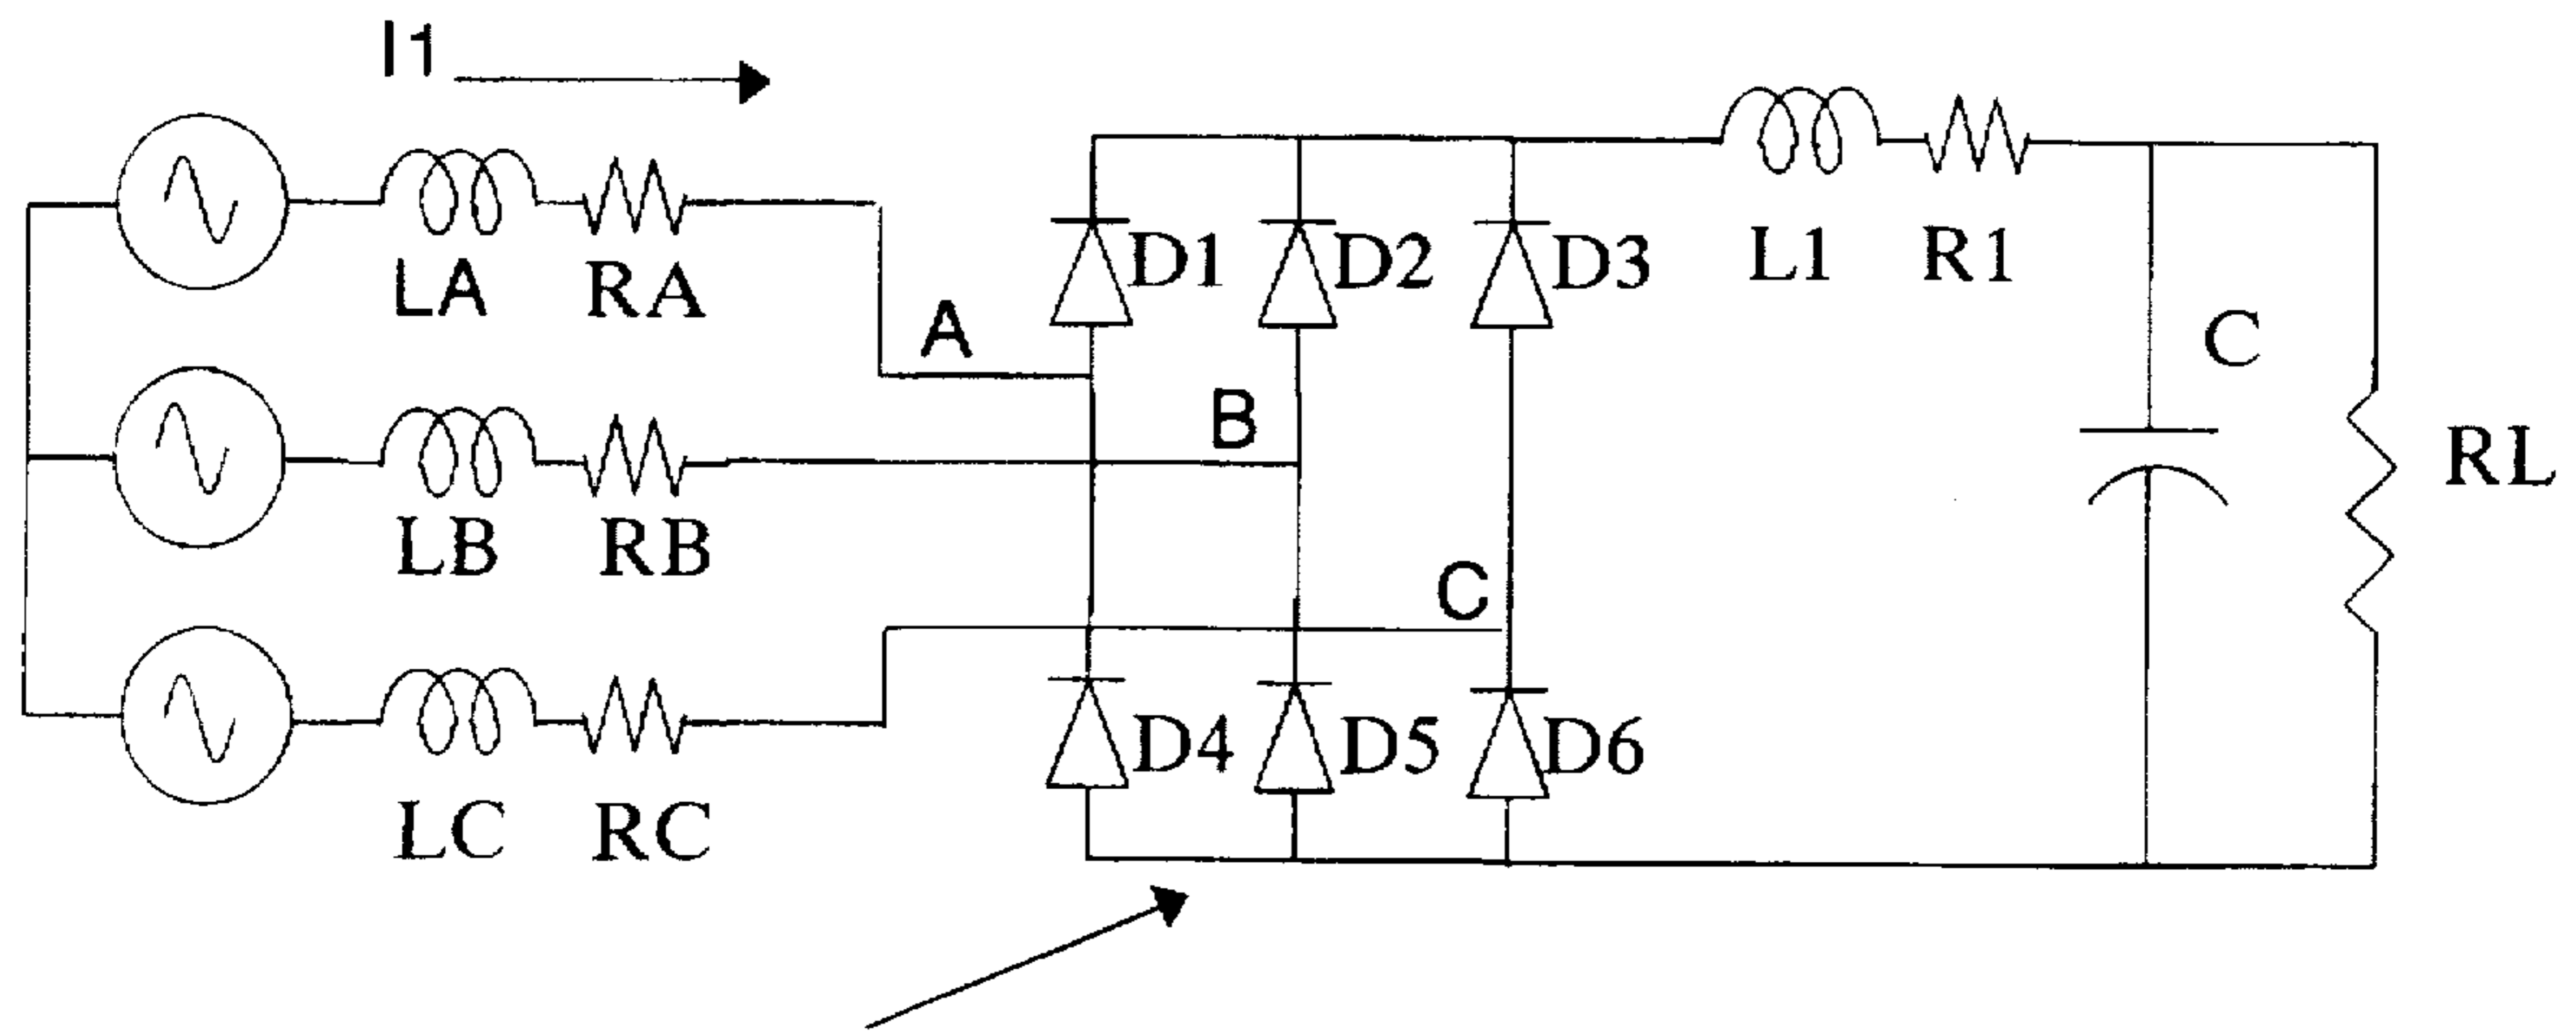 I1
LA RA
A
D1 D2 D3
L1 R1
C
RL
B
LB RB
C
D4 D5 D6
LC RC